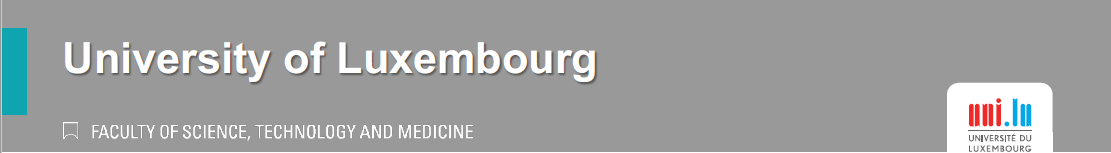 University of Luxembourg
FACULTY OF SCIENCE, TECHNOLOGY AND MEDICINE
uni.lu
UNIVERSITÉ DU
LUXEMBOURG